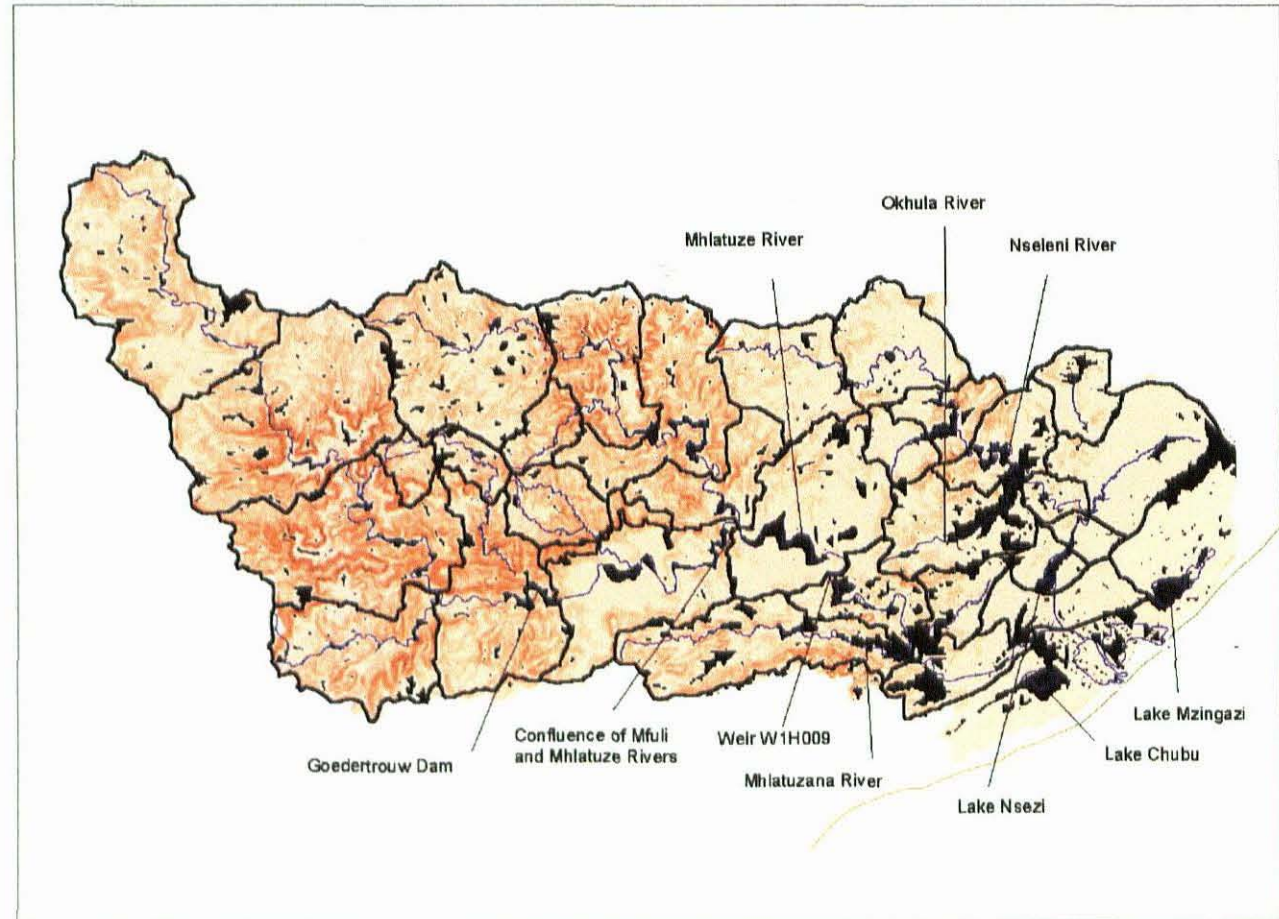 Okhula River
Mhlatuze River
Nseleni River
Confluence of Mfuli
and Mhlatuze Rivers
Weir W1H009
Goedertrouw Dam
Mhlatuzana River
Lake Mzingazi
Lake Chubu
Lake Nsezi